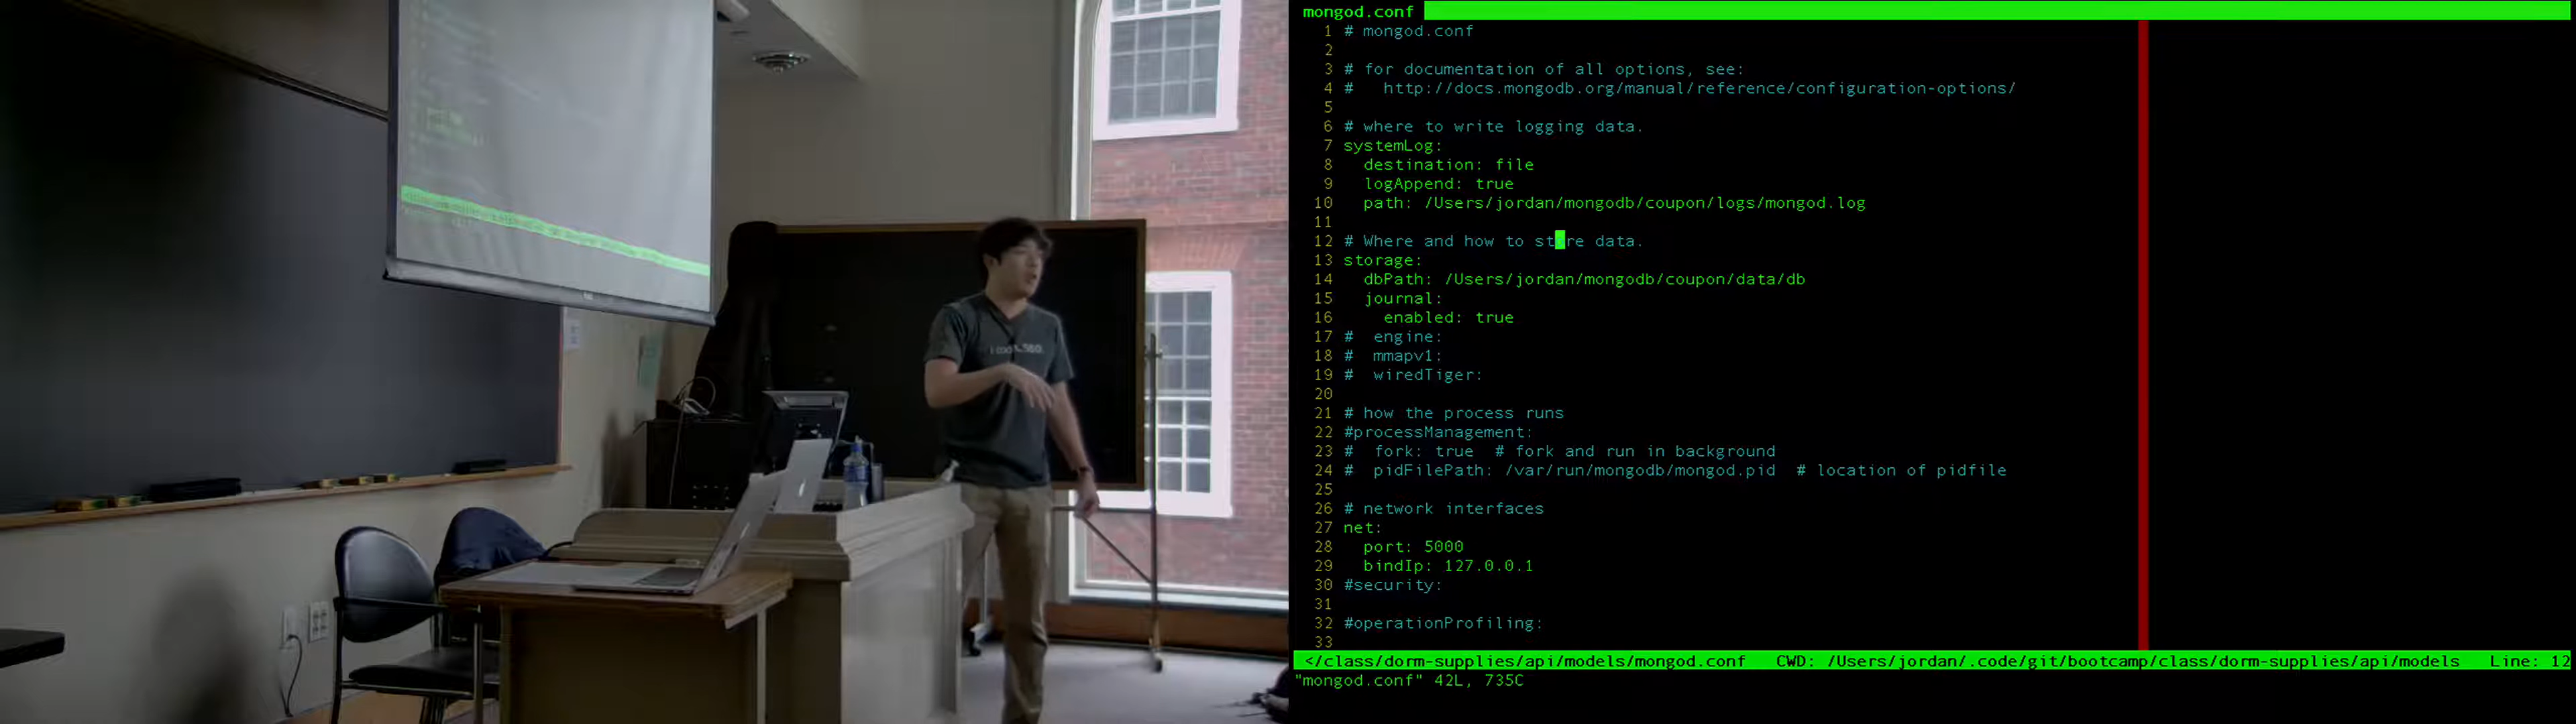 mongod.conf
1 # mongod.conf
2
3 # for documentation of all options, see:
4 #   http://docs.mongodb.org/manual/reference/configuration-options/
5
6 # where to write logging data.
7 systemLog:
8   destination: file
9   logAppend: true
10   path: /Users/jordan/mongodb/coupon/logs/mongod.log
11
12 # Where and how to store data.
13 storage:
14   dbPath: /Users/jordan/mongodb/coupon/data/db
15   journal:
16     enabled: true
17 #  engine:
18 #  mmapv1:
19 #  wiredTiger:
20
21 # how the process runs
22 #processManagement:
23 #  fork: true  # fork and run in background
24 #  pidFilePath: /var/run/mongodb/mongod.pid  # location of pidfile
25
26 # network interfaces
27 net:
28   port: 5000
29   bindIp: 127.0.0.1
30 #security:
31
32 #operationProfiling:
33
</class/dorm-supplies/api/models/mongod.conf   CWD: /Users/jordan/.code/git/bootcamp/class/dorm-supplies/api/models   Line: 12
"mongod.conf" 42L, 735C